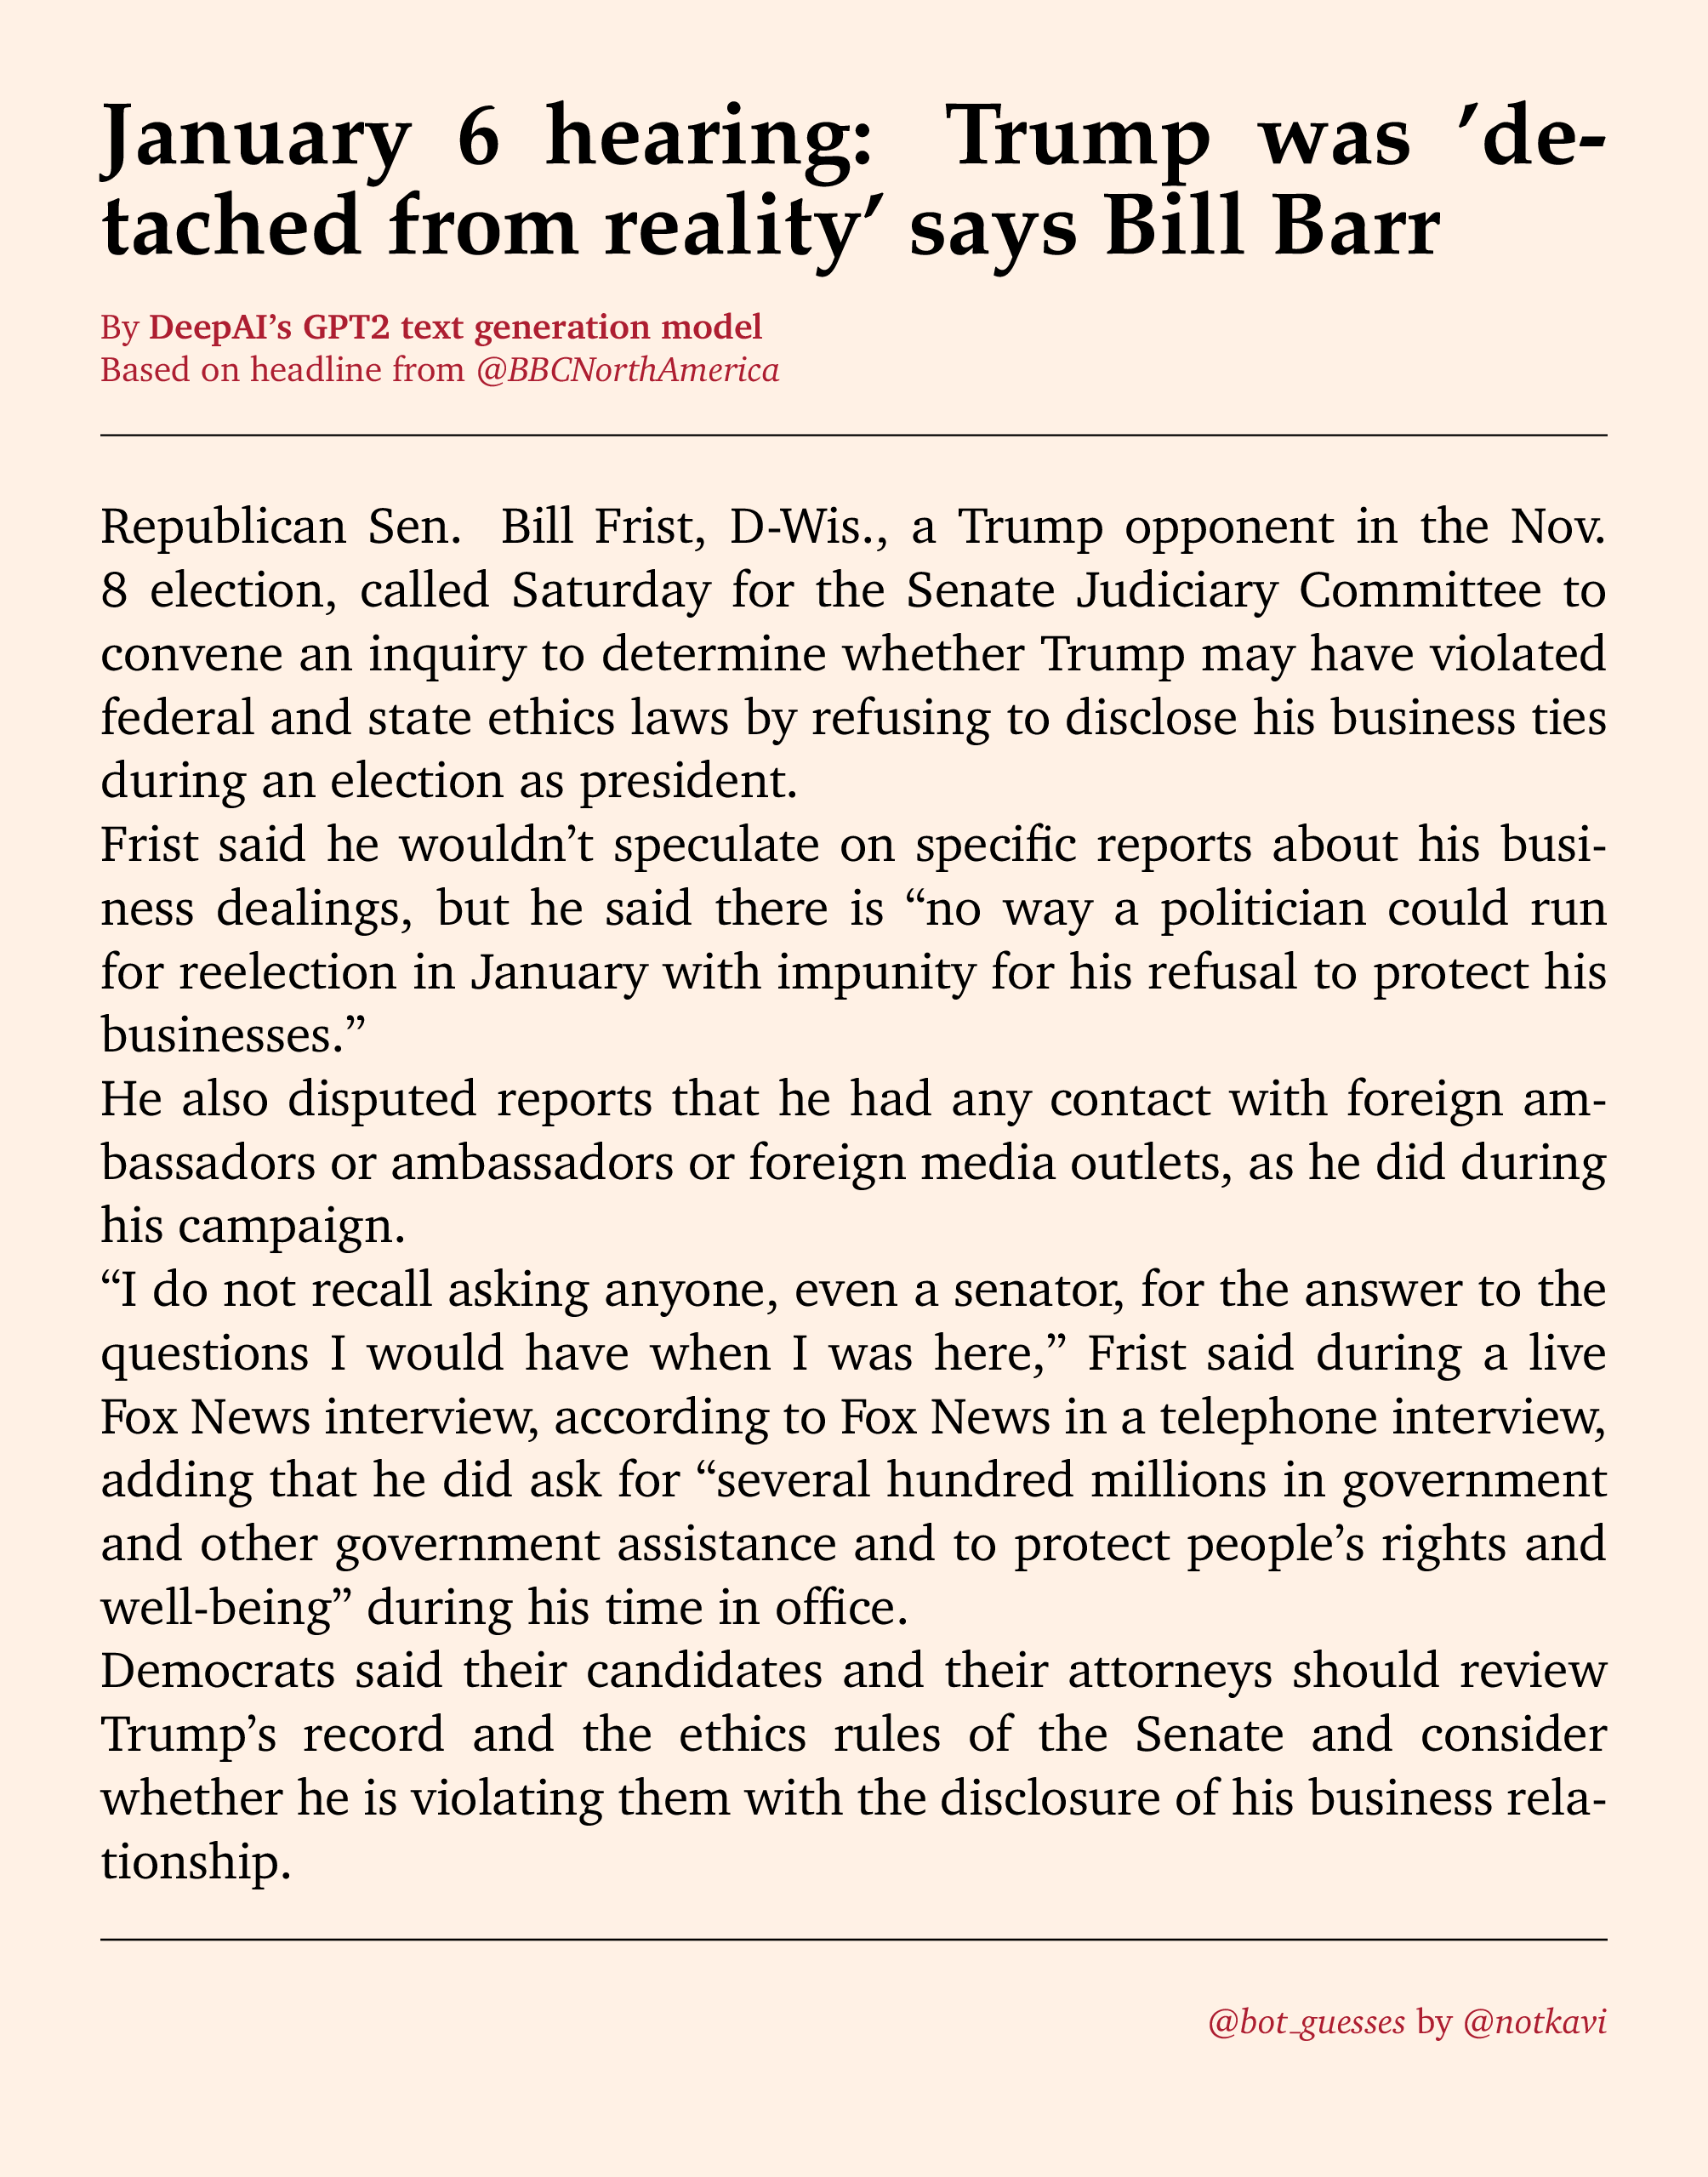 January 6 hearing: Trump was ’de-
tached from reality’ says Bill Barr
By DeepAI’s GPT2 text generation model
Based on headline from @BBCNorthAmerica
Republican Sen. Bill Frist, D-Wis., a Trump opponent in the Nov.
8 election, called Saturday for the Senate Judiciary Committee to
convene an inquiry to determine whether Trump may have violated
federal and state ethics laws by refusing to disclose his business ties
during an election as president.
Frist said he wouldn’t speculate on specific reports about his busi-
ness dealings, but he said there is “no way a politician could run
for reelection in January with impunity for his refusal to protect his
businesses.”
He also disputed reports that he had any contact with foreign am-
bassadors or ambassadors or foreign media outlets, as he did during
his campaign.
“I do not recall asking anyone, even a senator, for the answer to the
questions I would have when I was here,” Frist said during a live
Fox News interview, according to Fox News in a telephone interview,
adding that he did ask for “several hundred millions in government
and other government assistance and to protect people’s rights and
well-being” during his time in office.
Democrats said their candidates and their attorneys should review
Trump’s record and the ethics rules of the Senate and consider
whether he is violating them with the disclosure of his business rela-
tionship.
@bot_guesses by @notkavi